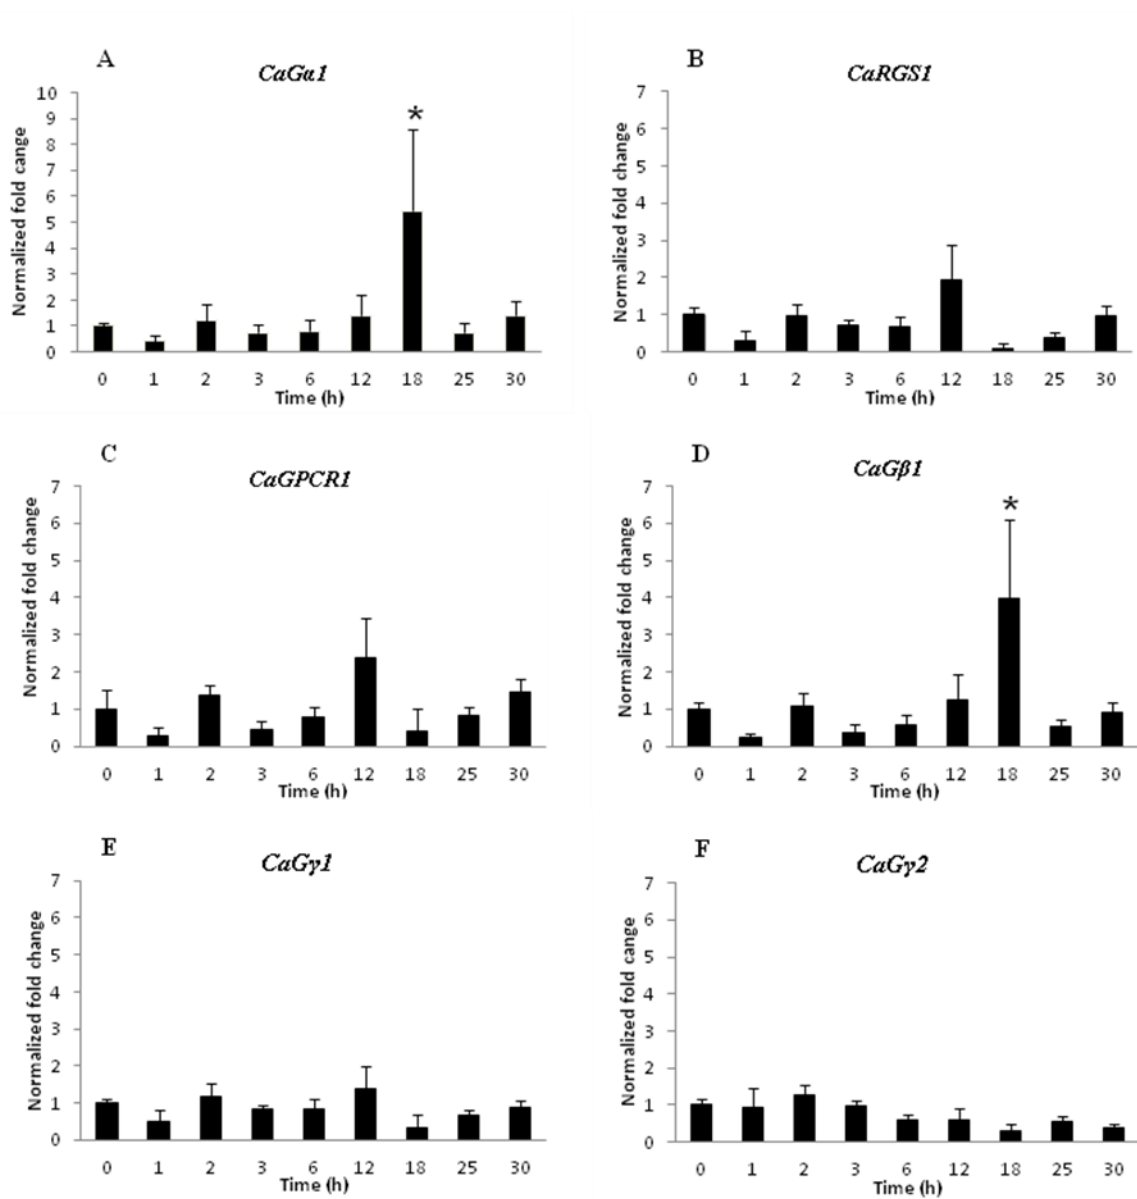 A
CaGα1
Normalized fold cange
10
9
8
7
6
5
4
3
2
1
0
*
0 1 2 3 6 12 18 25 30
Time (h)
B
CaRGS1
Normalized fold change
7
6
5
4
3
2
1
0
0 1 2 3 6 12 18 25 30
Time (h)
C
CaGPCR1
Normalized fold change
7
6
5
4
3
2
1
0
0 1 2 3 6 12 18 25 30
Time (h)
D
CaGβ1
Normalized fold change
7
6
5
4
3
2
1
0
*
0 1 2 3 6 12 18 25 30
Time (h)
E
CaGγ1
Normalized fold change
7
6
5
4
3
2
1
0
0 1 2 3 6 12 18 25 30
Time (h)
F
CaGγ2
Normalized fold cange
7
6
5
4
3
2
1
0
0 1 2 3 6 12 18 25 30
Time (h)